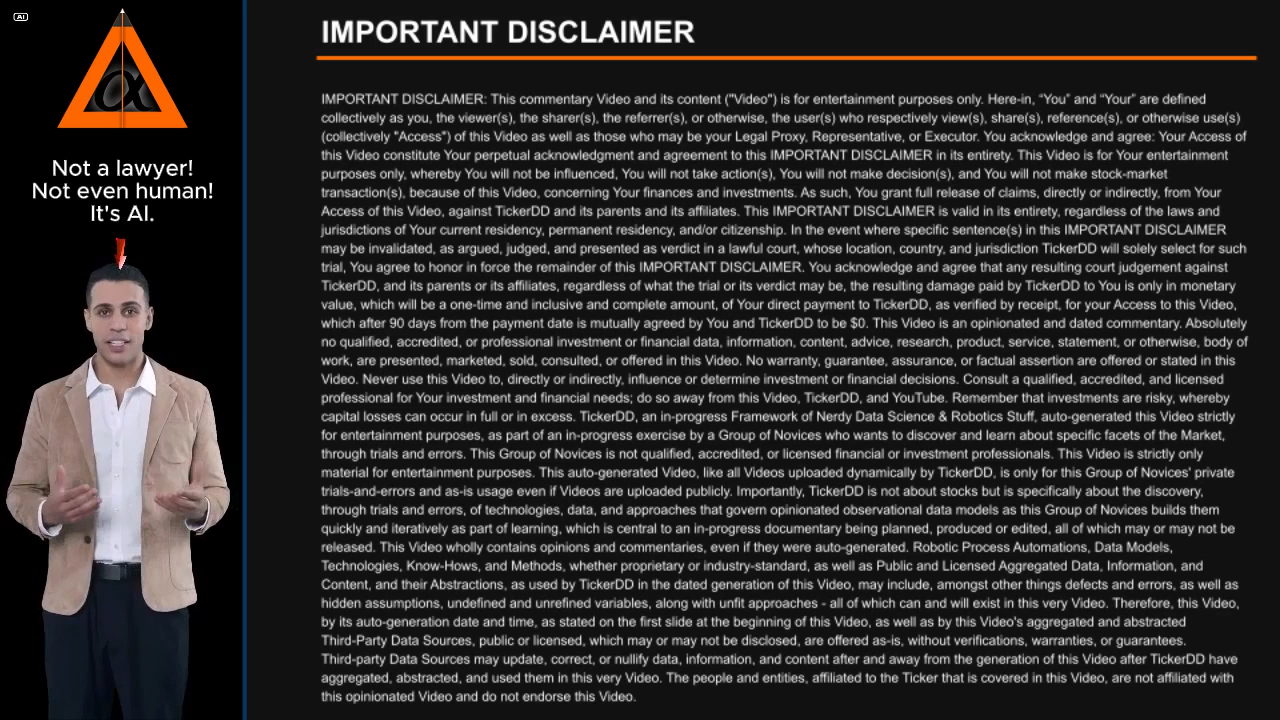 AI
α
Not a lawyer!
Not even human!
It's AI.
IMPORTANT DISCLAIMER
IMPORTANT DISCLAIMER: This commentary Video and its content ("Video") is for entertainment purposes only. Here-in, “You” and “Your” are defined
collectively as you, the viewer(s), the sharer(s), the referrer(s), or otherwise, the user(s) who respectively view(s), share(s), reference(s), or otherwise use(s)
(collectively "Access") of this Video as well as those who may be your Legal Proxy, Representative, or Executor. You acknowledge and agree: Your Access of
this Video constitute Your perpetual acknowledgment and agreement to this IMPORTANT DISCLAIMER in its entirety. This Video is for Your entertainment
purposes only, whereby You will not be influenced, You will not take action(s), You will not make decision(s), and You will not make stock-market
transaction(s), because of this Video, concerning Your finances and investments. As such, You grant full release of claims, directly or indirectly, from Your
Access of this Video, against TickerDD and its parents and its affiliates. This IMPORTANT DISCLAIMER is valid in its entirety, regardless of the laws and
jurisdictions of Your current residency, permanent residency, and/or citizenship. In the event where specific sentence(s) in this IMPORTANT DISCLAIMER
may be invalidated, as argued, judged, and presented as verdict in a lawful court, whose location, country, and jurisdiction TickerDD will solely select for such
trial, You agree to honor in force the remainder of this IMPORTANT DISCLAIMER. You acknowledge and agree that any resulting court judgement against
TickerDD, and its parents or its affiliates, regardless of what the trial or its verdict may be, the resulting damage paid by TickerDD to You is only in monetary
value, which will be a one-time and inclusive and complete amount, of Your direct payment to TickerDD, as verified by receipt, for your Access to this Video,
which after 90 days from the payment date is mutually agreed by You and TickerDD to be $0. This Video is an opinionated and dated commentary. Absolutely
no qualified, accredited, or professional investment or financial data, information, content, advice, research, product, service, statement, or otherwise, body of
work, are presented, marketed, sold, consulted, or offered in this Video. No warranty, guarantee, assurance, or factual assertion are offered or stated in this
Video. Never use this Video to, directly or indirectly, influence or determine investment or financial decisions. Consult a qualified, accredited, and licensed
professional for Your investment and financial needs; do so away from this Video, TickerDD, and YouTube. Remember that investments are risky, whereby
capital losses can occur in full or in excess. TickerDD, an in-progress Framework of Nerdy Data Science & Robotics Stuff, auto-generated this Video strictly
for entertainment purposes, as part of an in-progress exercise by a Group of Novices who wants to discover and learn about specific facets of the Market,
through trials and errors. This Group of Novices is not qualified, accredited, or licensed financial or investment professionals. This Video is strictly only
material for entertainment purposes. This auto-generated Video, like all Videos uploaded dynamically by TickerDD, is only for this Group of Novices' private
trials-and-errors and as-is usage even if Videos are uploaded publicly. Importantly, TickerDD is not about stocks but is specifically about the discovery,
through trials and errors, of technologies, data, and approaches that govern opinionated observational data models as this Group of Novices builds them
quickly and iteratively as part of learning, which is central to an in-progress documentary being planned, produced or edited, all of which may or may not be
released. This Video wholly contains opinions and commentaries, even if they were auto-generated. Robotic Process Automations, Data Models,
Technologies, Know-Hows, and Methods, whether proprietary or industry-standard, as well as Public and Licensed Aggregated Data, Information, and
Content, and their Abstractions, as used by TickerDD in the dated generation of this Video, may include, amongst other things defects and errors, as well as
hidden assumptions, undefined and unrefined variables, along with unfit approaches - all of which can and will exist in this very Video. Therefore, this Video,
by its auto-generation date and time, as stated on the first slide at the beginning of this Video, as well as by this Video's aggregated and abstracted
Third-Party Data Sources, public or licensed, which may or may not be disclosed, are offered as-is, without verifications, warranties, or guarantees.
Third-party Data Sources may update, correct, or nullify data, information, and content after and away from the generation of this Video after TickerDD have
aggregated, abstracted, and used them in this very Video. The people and entities, affiliated to the Ticker that is covered in this Video, are not affiliated with
this opinionated Video and do not endorse this Video.